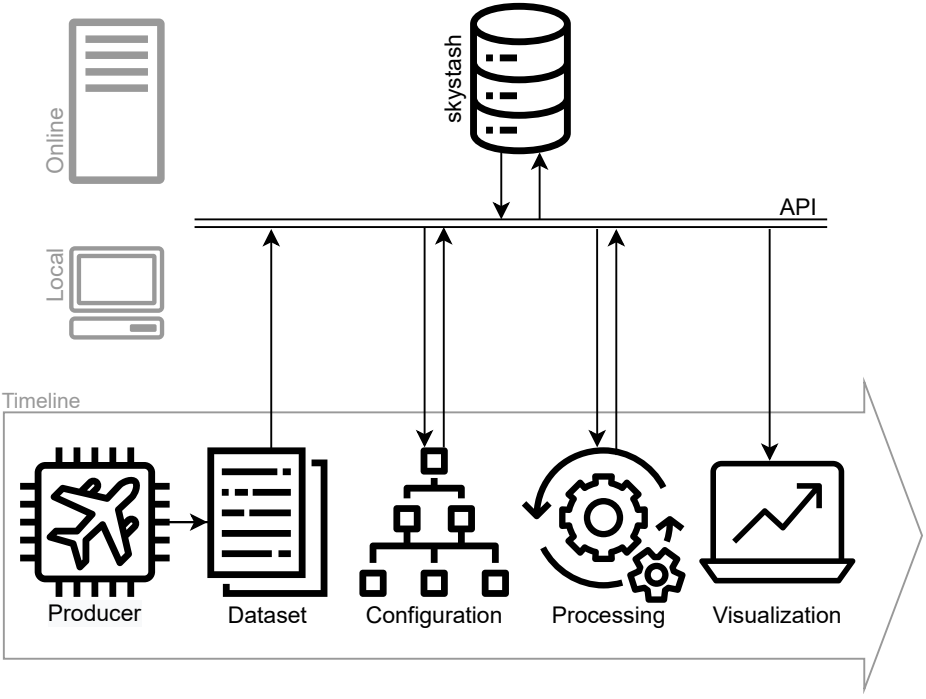 Online
skystash
API
Local
Timeline
Producer
Dataset
Configuration
Processing
Visualization